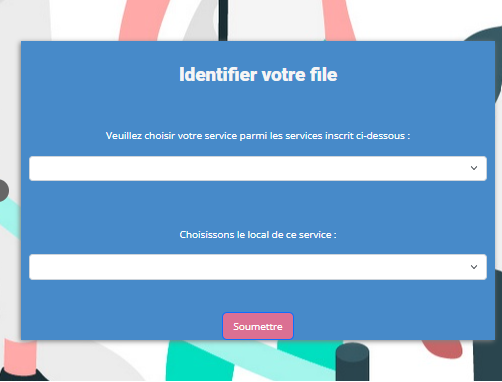 Identifier votre file
Veuillez choisir votre service parmi les services inscrit ci-dessous :
Choisissons le local de ce service :
Soumettre